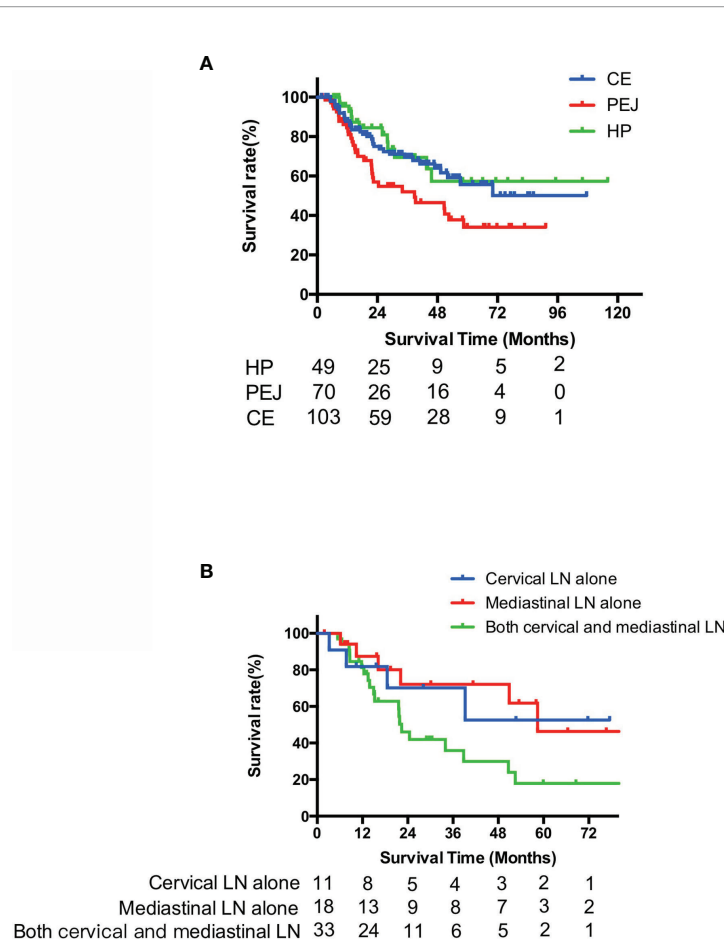 A
CE
PEJ
HP
Survival rate(%)
100
80
60
40
20
0
0 24 48 72 96 120
Survival Time (Months)
HP 49 25 9 5 2
PEJ 70 26 16 4 0
CE 103 59 28 9 1
B
Cervical LN alone
Mediastinal LN alone
Both cervical and mediastinal LN
Survival rate(%)
100
80
60
40
20
0
0 12 24 36 48 60 72
Survival Time (Months)
Cervical LN alone 11 8 5 4 3 2 1
Mediastinal LN alone 18 13 9 8 7 3 2
Both cervical and mediastinal LN 33 24 11 6 5 2 1